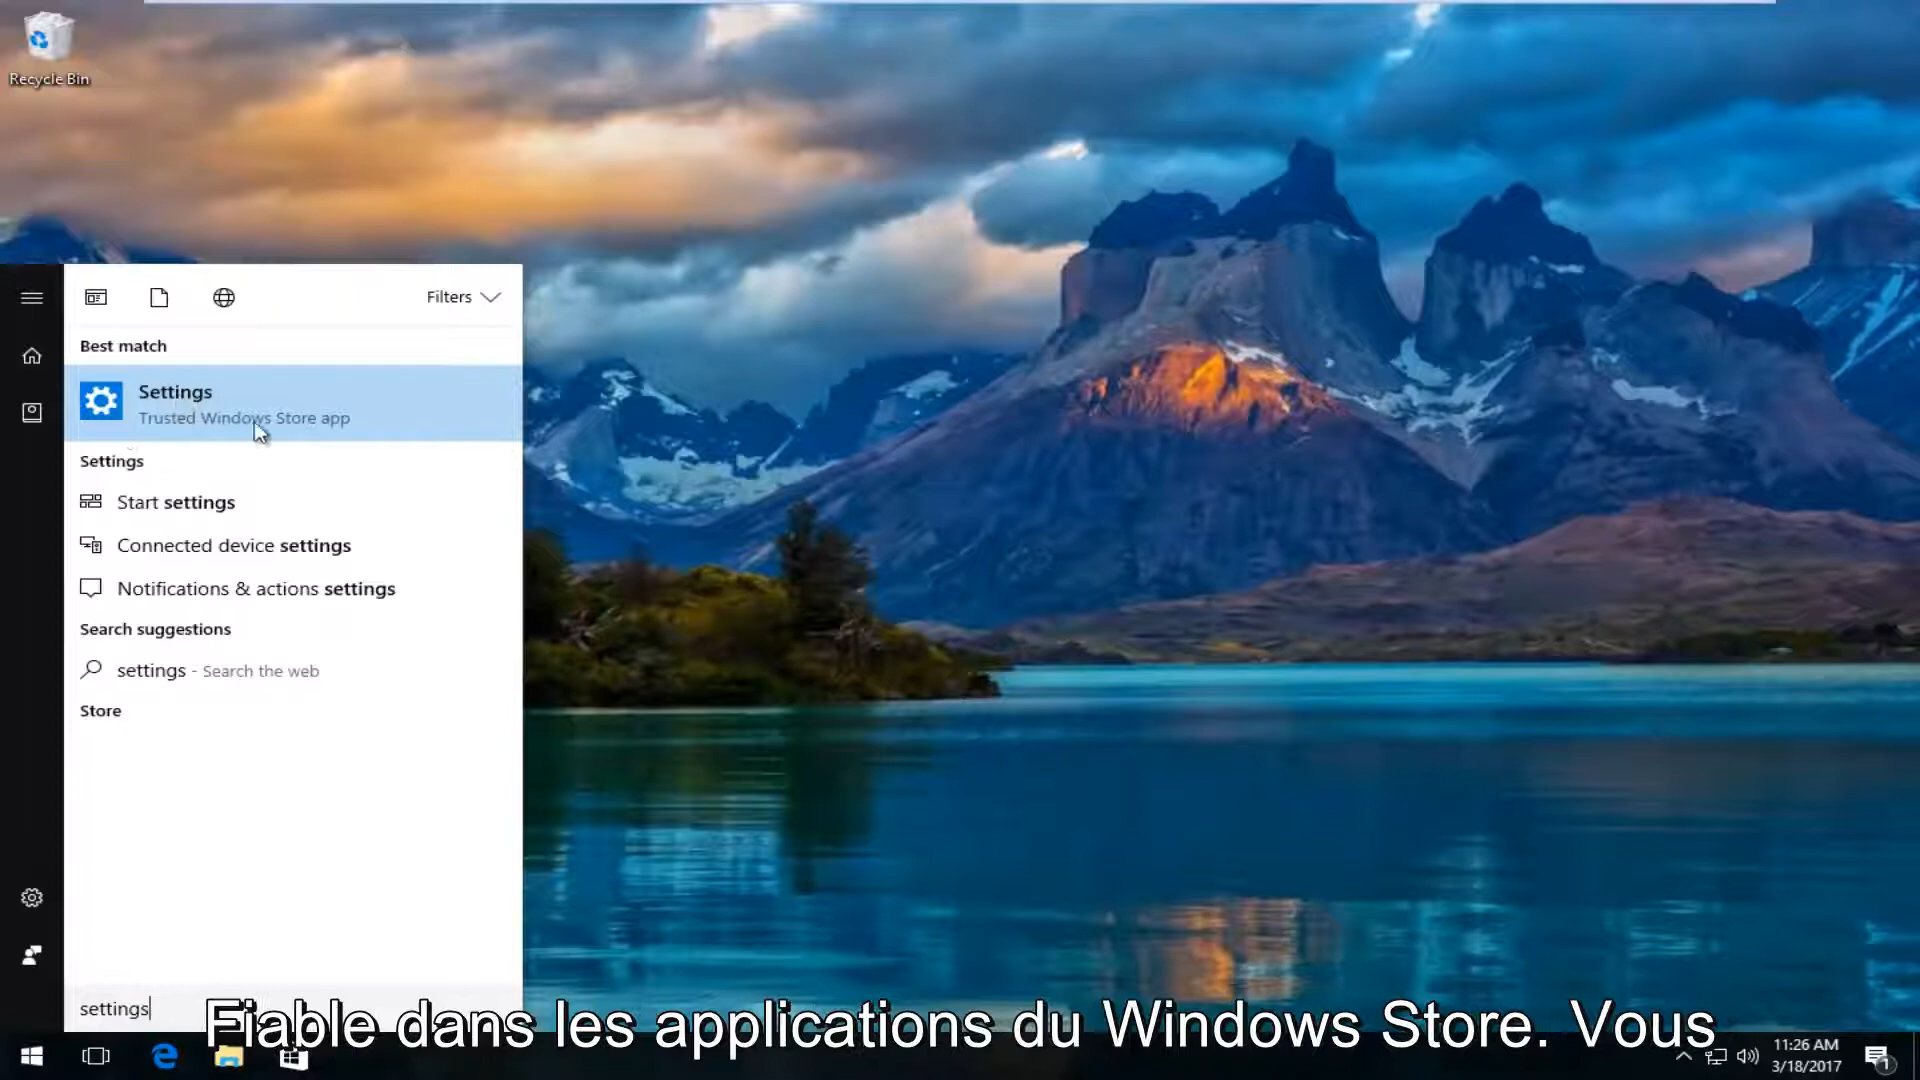 Recycle Bin
Filters
Best match
Settings
Trusted Windows Store app
Settings
Start settings
Connected device settings
Notifications & actions settings
Search suggestions
settings - Search the web
Store
settings
Fiable dans les applications du Windows Store. Vous
11:26 AM
3/18/2017
1